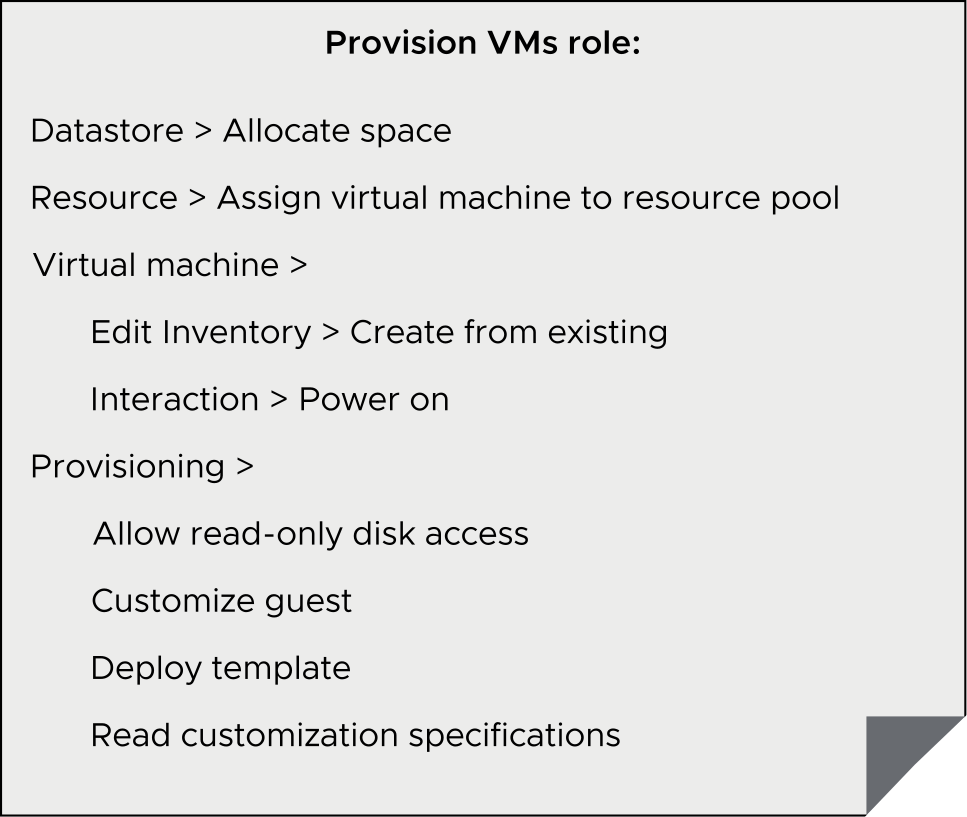 Provision VMs role:
Datastore > Allocate space
Resource > Assign virtual machine to resource pool
Virtual machine >
Edit Inventory > Create from existing
Interaction > Power on
Provisioning >
Allow read-only disk access
Customize guest
Deploy template
Read customization specifications